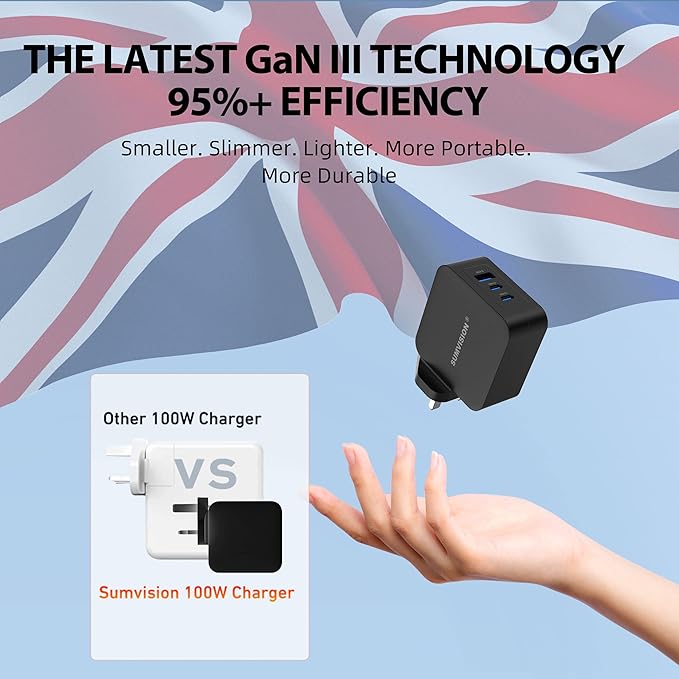 THE LATEST GaN III TECHNOLOGY
95%+ EFFICIENCY
Smaller. Slimmer. Lighter. More Portable.
More Durable
SUMVISION®
Other 100W Charger
VS
Sumvision 100W Charger